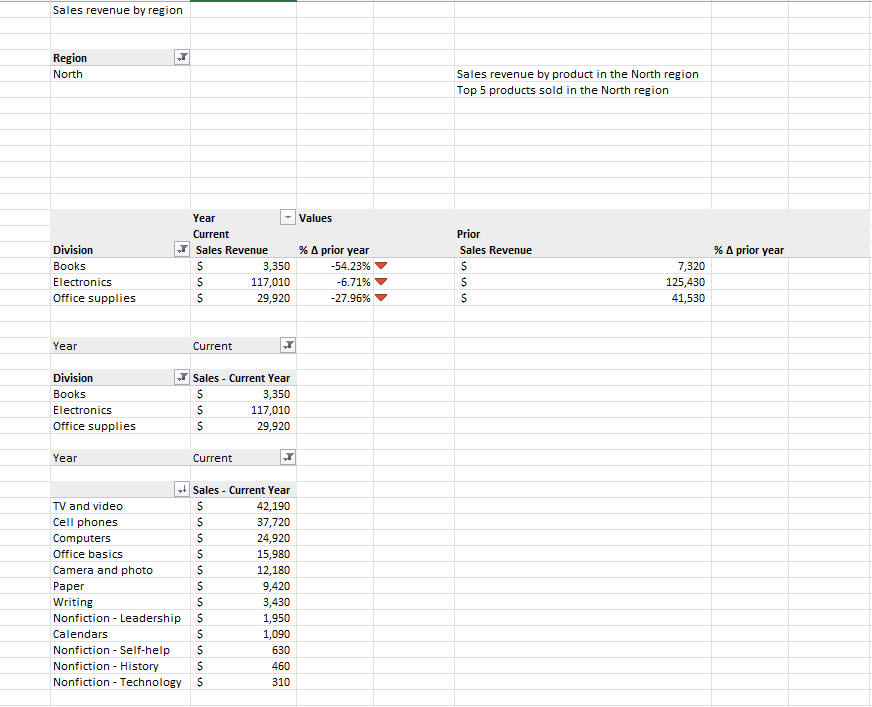 Sales revenue by region
Region
North
Sales revenue by product in the North region
Top 5 products sold in the North region
Year Values
Current Prior
Division Sales Revenue % Δ prior year Sales Revenue % Δ prior year
Books $ 3,350 -54.23% $ 7,320
Electronics $ 117,010 -6.71% $ 125,430
Office supplies $ 29,920 -27.96% $ 41,530
Year Current
Division Sales - Current Year
Books $ 3,350
Electronics $ 117,010
Office supplies $ 29,920
Year Current
Sales - Current Year
TV and video $ 42,190
Cell phones $ 37,720
Computers $ 24,920
Office basics $ 15,980
Camera and photo $ 12,180
Paper $ 9,420
Writing $ 3,430
Nonfiction - Leadership $ 1,950
Calendars $ 1,090
Nonfiction - Self-help $ 630
Nonfiction - History $ 460
Nonfiction - Technology $ 310